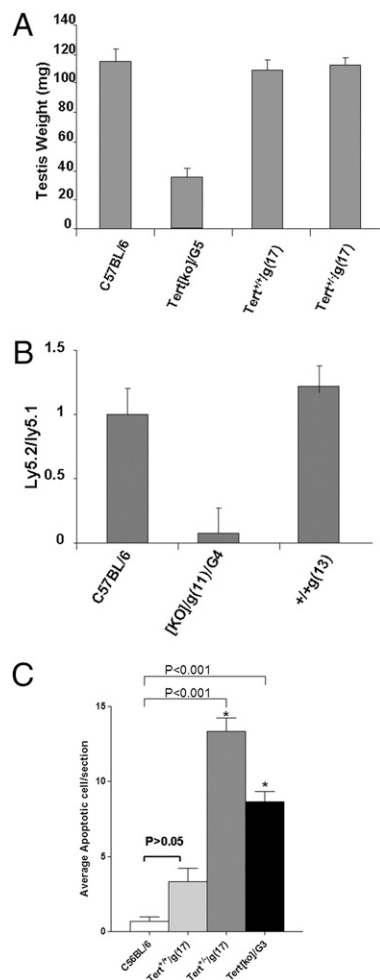 A
Testis Weight (mg)
140
120
100
80
60
40
20
0
C57BL/6
Tert[ko]/G5
Tert+/+/g(17)
Tert+/-/g(17)
B
Ly5.2/ly5.1
1.5
1
0.5
0
C57BL/6
[KO]/g(11)/G4
+/+g(13)
C
P<0.001
P<0.001
Average Apoptotic cell/section
15
10
5
0
*
*
P>0.05
C56BL/6
Tert+/+/g(17)
Tert+/-/g(17)
Tert[ko]/G3